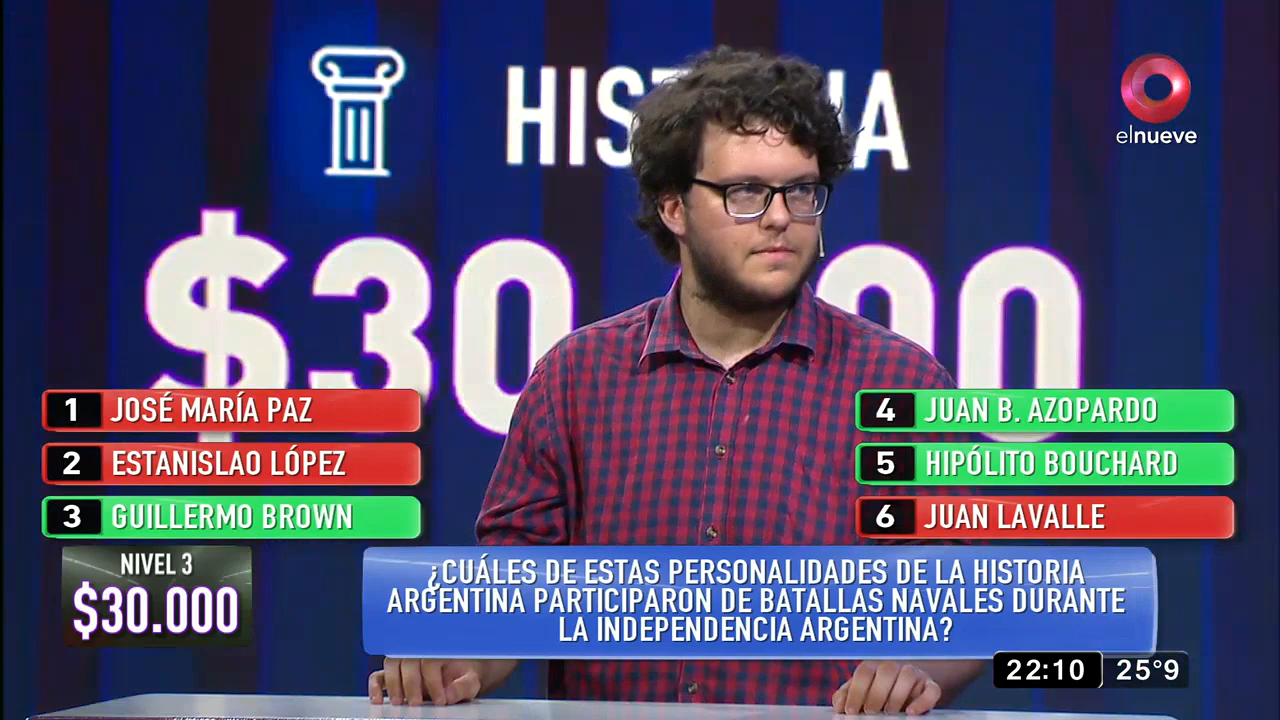 HISTORIA
$30.000
elnueve
1 JOSÉ MARÍA PAZ
2 ESTANISLAO LÓPEZ
3 GUILLERMO BROWN
4 JUAN B. AZOPARDO
5 HIPÓLITO BOUCHARD
6 JUAN LAVALLE
NIVEL 3
$30.000
¿CUÁLES DE ESTAS PERSONALIDADES DE LA HISTORIA
ARGENTINA PARTICIPARON DE BATALLAS NAVALES DURANTE
LA INDEPENDENCIA ARGENTINA?
22:10 25°9